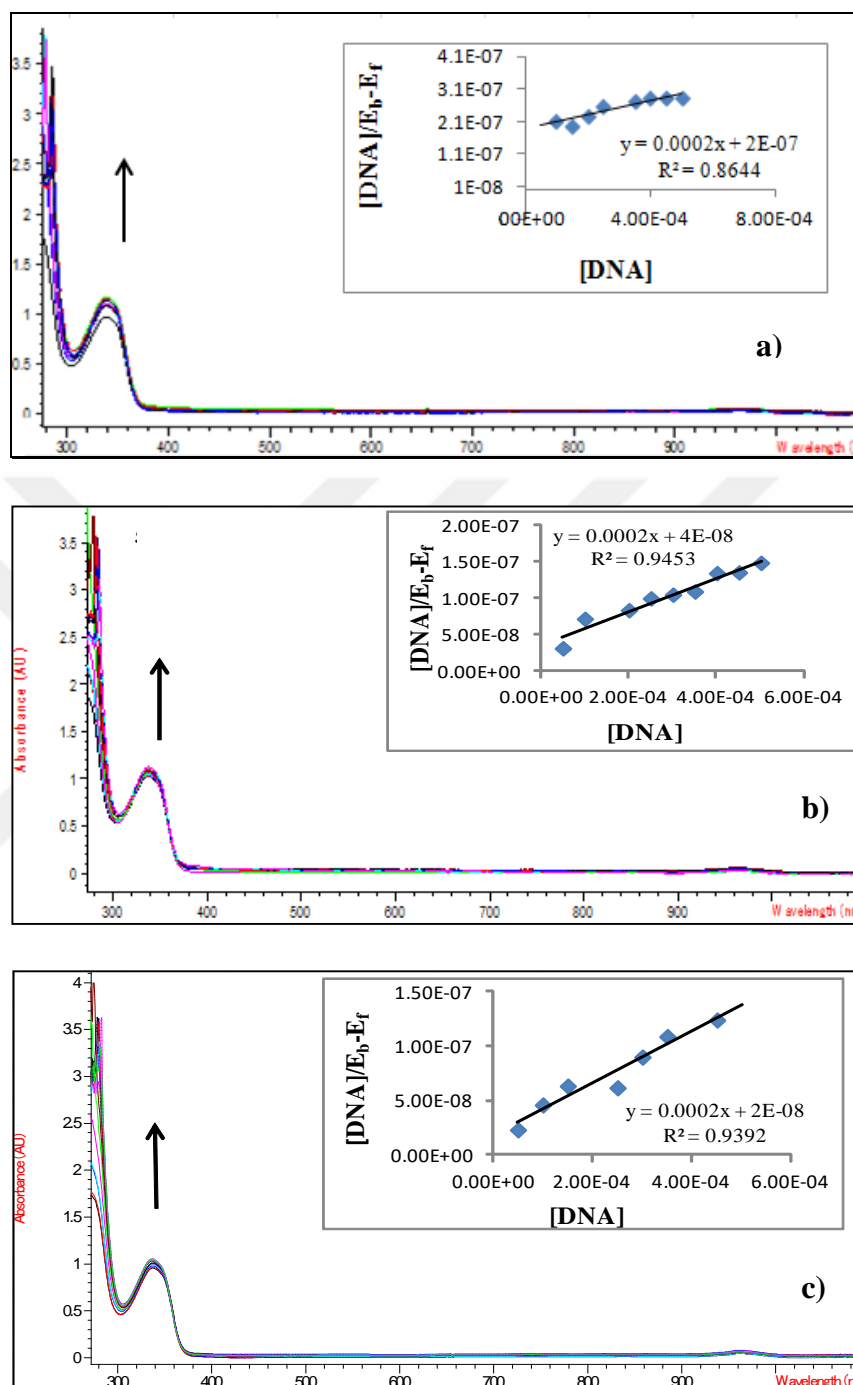 3.5
3
2.5
2
1.5
1
0.5
0
300
400
500
600
700
800
900
Wavelength (
[DNA]/Eb-Ef
4.1E-07
3.1E-07
2.1E-07
1.1E-07
1E-08
00E+00
4.00E-04
8.00E-04
y = 0.0002x + 2E-07
R² = 0.8644
[DNA]
a)
Absorbance (AU)
3.5
3
2.5
2
1.5
1
0.5
0
300
400
500
600
700
800
900
Wavelength (n
[DNA]/Eb-Ef
2.00E-07
1.50E-07
1.00E-07
5.00E-08
0.00E+00
0.00E+00
2.00E-04
4.00E-04
6.00E-04
y = 0.0002x + 4E-08
R² = 0.9453
[DNA]
b)
Absorbance (AU)
4
3.5
3
2.5
2
1.5
1
0.5
0
300
400
500
600
700
800
900
Wavelength (n
[DNA]/Eb-Ef
1.50E-07
1.00E-07
5.00E-08
0.00E+00
0.00E+00
2.00E-04
4.00E-04
6.00E-04
y = 0.0002x + 2E-08
R² = 0.9392
[DNA]
c)